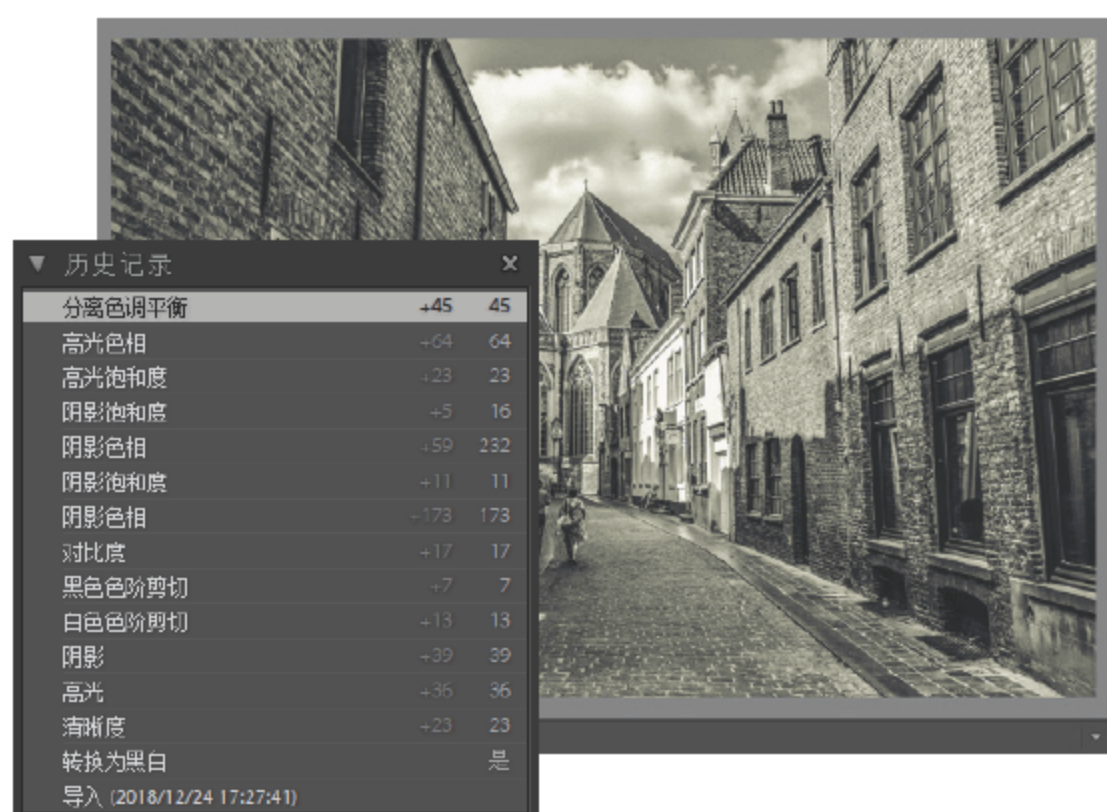 历史记录
分离色调平衡 +45 45
高光色相 +64 64
高光饱和度 +23 23
阴影饱和度 +5 16
阴影色相 +59 232
阴影饱和度 +11 11
阴影色相 +173 173
对比度 +17 17
黑色色阶剪切 +7 7
白色色阶剪切 +13 13
阴影 +39 39
高光 +36 36
清晰度 +23 23
转换为黑白 是
导入 (2018/12/24 17:27:41)